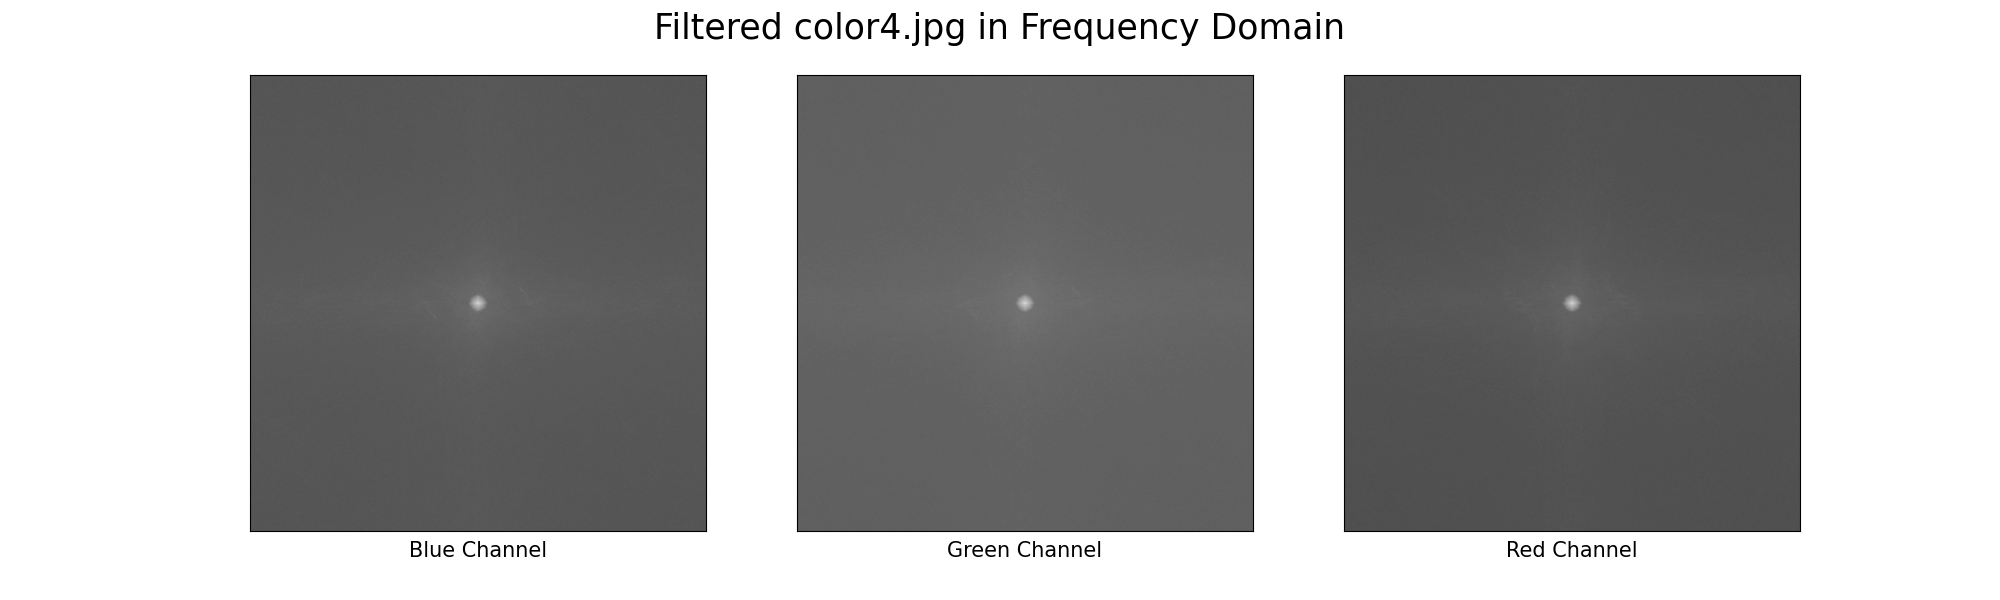 Filtered color4.jpg in Frequency Domain
Blue Channel
Green Channel
Red Channel